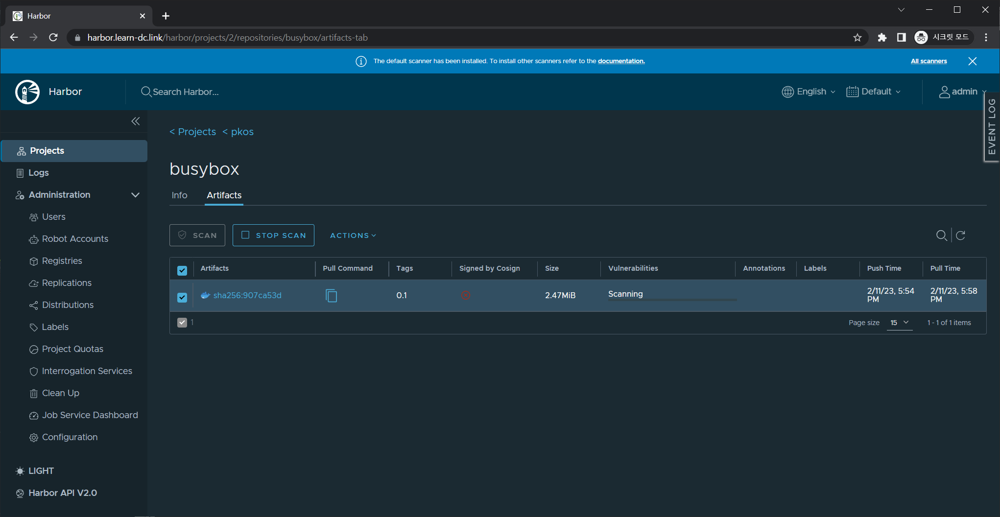 Harbor
harbor.learn-dc.link/harbor/projects/2/repositories/busybox/artifacts-tab
시크릿 모드
The default scanner has been installed. To install other scanners refer to the documentation.
All scanners
Harbor
Search Harbor...
English
Default
admin
EVENT LOG
< Projects < pkos
Projects
Logs
Administration
Users
Robot Accounts
Registries
Replications
Distributions
Labels
Project Quotas
Interrogation Services
Clean Up
Job Service Dashboard
Configuration
LIGHT
Harbor API V2.0
busybox
Info
Artifacts
SCAN
STOP SCAN
ACTIONS
Artifacts Pull Command Tags Signed by Cosign Size Vulnerabilities Annotations Labels Push Time Pull Time
sha256:907ca53d 0.1 2.47MiB Scanning 2/11/23, 5:54 PM 2/11/23, 5:58 PM
1
Page size 15 1 - 1 of 1 items